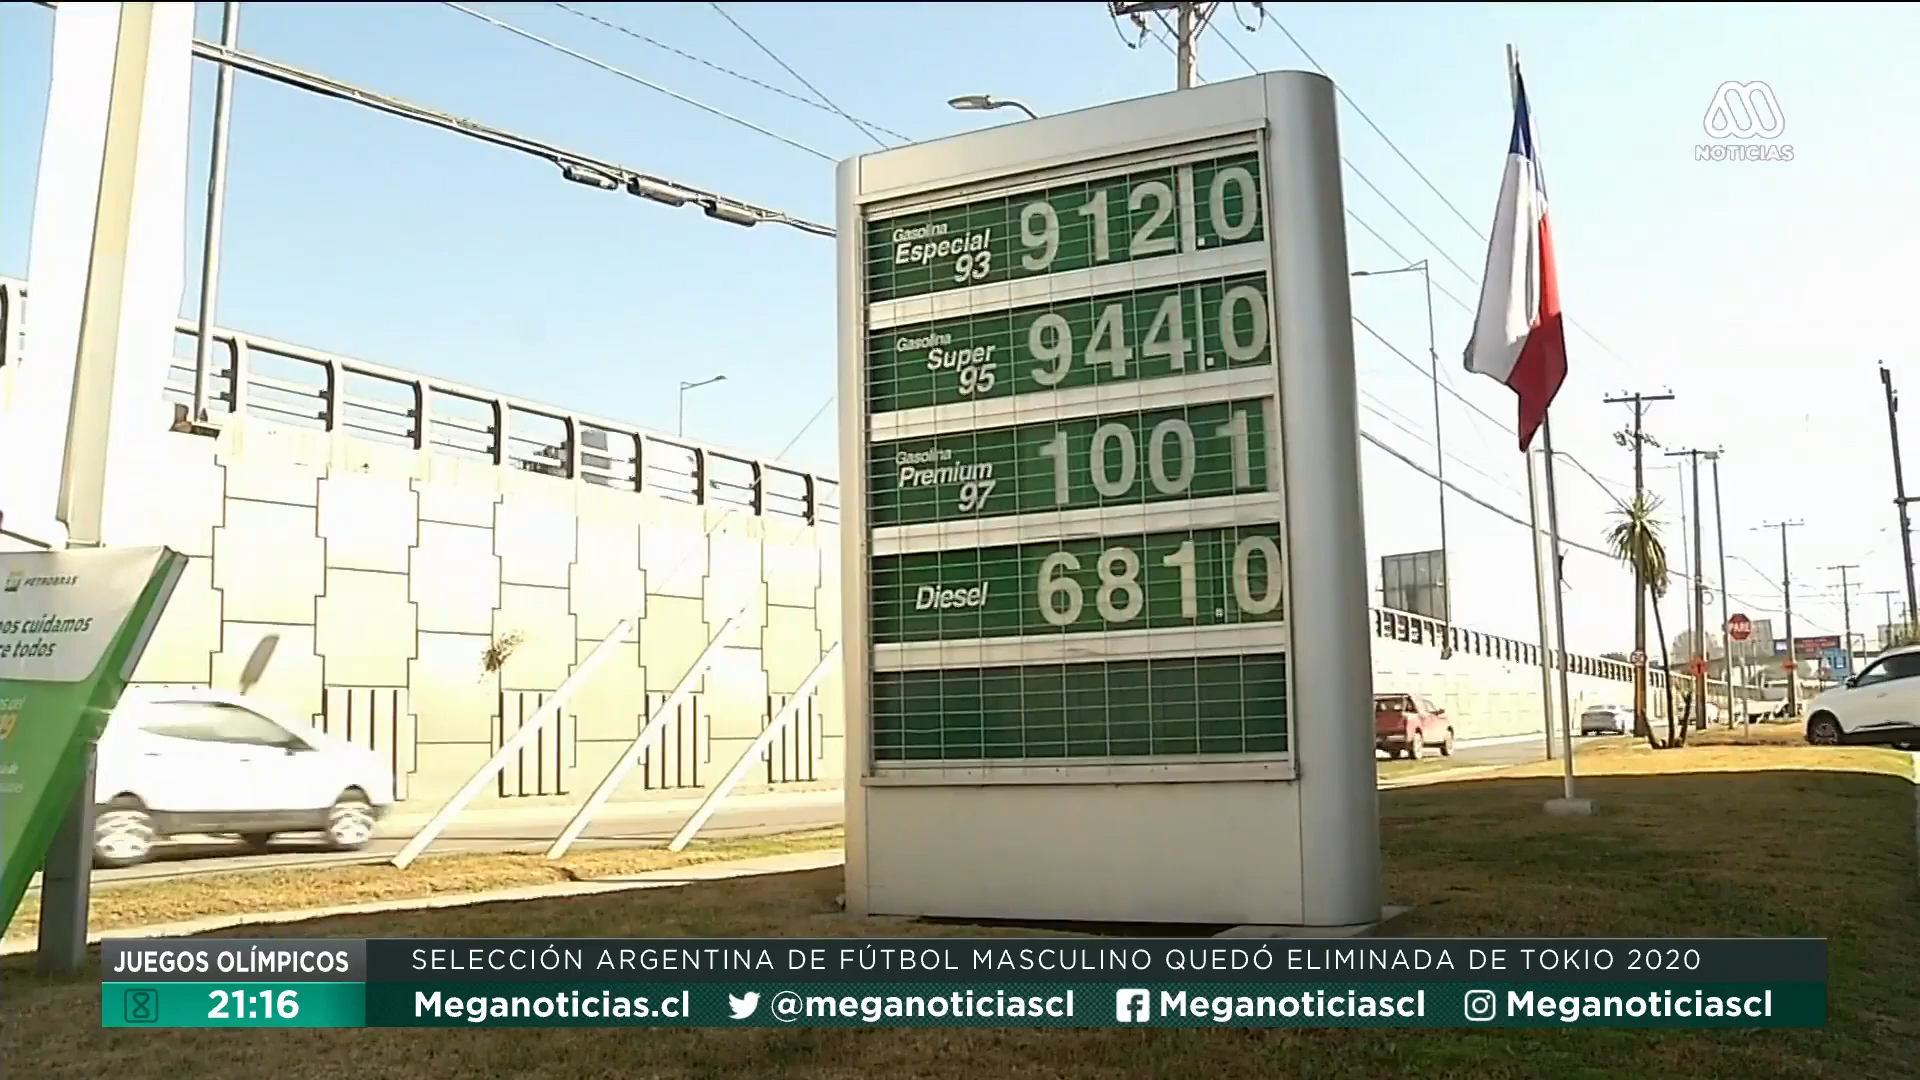 NOTICIAS
Gasolina
Especial
93
912.0
Gasolina
Super
95
944.0
Gasolina
Premium
97
1001
Diesel
681.0
PETROBRAS
cuidamos
todos
PARE
JUEGOS OLÍMPICOS
SELECCIÓN ARGENTINA DE FÚTBOL MASCULINO QUEDÓ ELIMINADA DE TOKIO 2020
21:16
Meganoticias.cl
@meganoticiascl
Meganoticiascl
Meganoticiascl